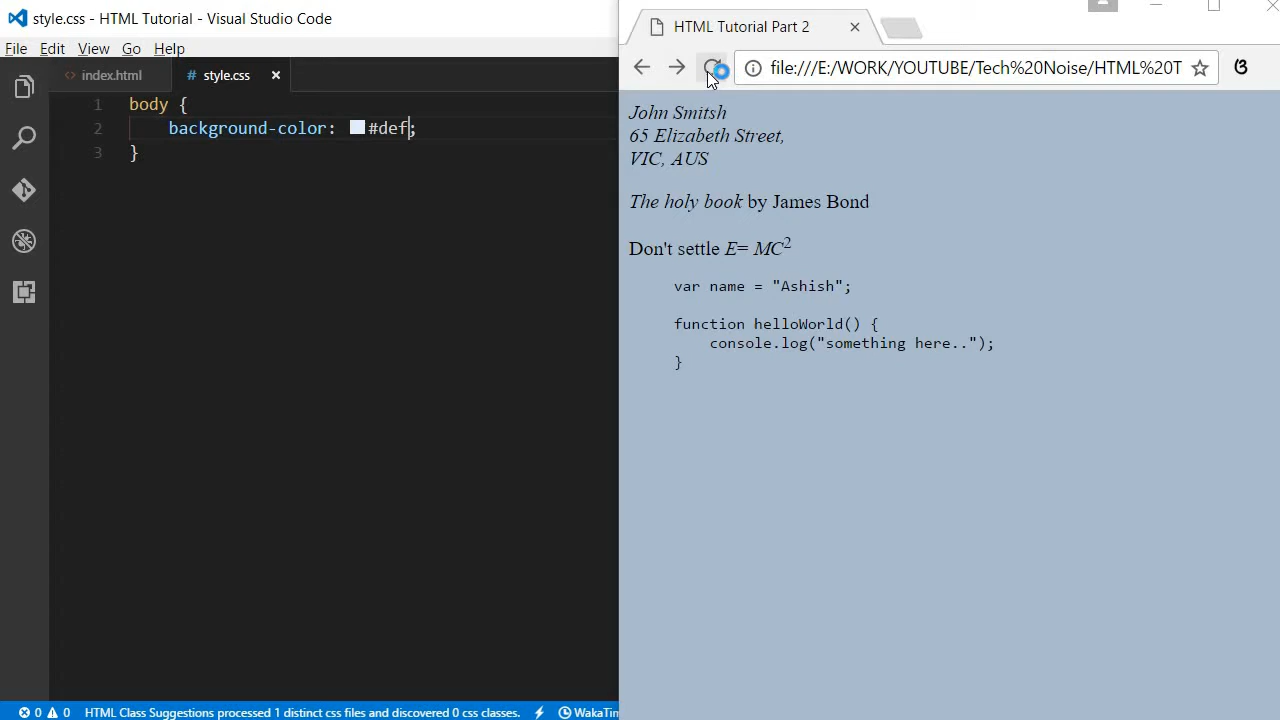 style.css - HTML Tutorial - Visual Studio Code
File Edit View Go Help
index.html # style.css
1 body {
2 background-color: #def;
3 }
0 0 HTML Class Suggestions processed 1 distinct css files and discovered 0 css classes. WakaTim
HTML Tutorial Part 2
file:///E:/WORK/YOUTUBE/Tech%20Noise/HTML%20T
John Smitsh
65 Elizabeth Street,
VIC, AUS
The holy book by James Bond
Don't settle E= MC2
var name = "Ashish";
function helloWorld() {
console.log("something here..");
}